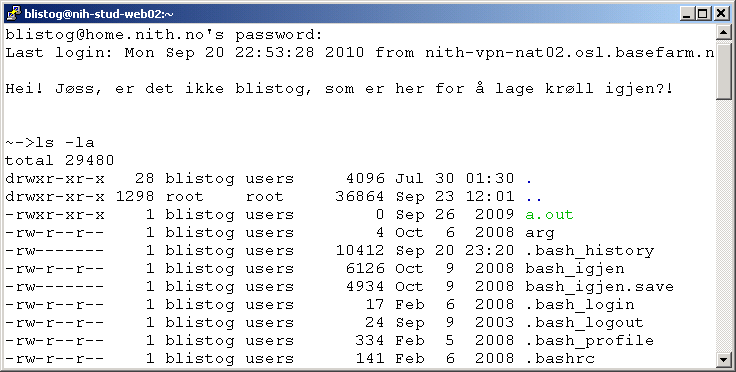 blistog@nih-stud-web02:~
blistog@home.nith.no's password:
Last login: Mon Sep 20 22:53:28 2010 from nith-vpn-nat02.osl.basefarm.n
Hei! Jøss, er det ikke blistog, som er her for å lage krøll igjen?!
~->ls -la
total 29480
drwxr-xr-x   28 blistog users     4096 Jul 30 01:30 .
drwxr-xr-x 1298 root    root     36864 Sep 23 12:01 ..
-rwxr-xr-x    1 blistog users        0 Sep 26  2009 a.out
-rw-r--r--    1 blistog users        4 Oct  6  2008 arg
-rw-------    1 blistog users    10412 Sep 20 23:20 .bash_history
-rw-r--r--    1 blistog users     6126 Oct  9  2008 bash_igjen
-rw-------    1 blistog users     4934 Oct  9  2008 bash_igjen.save
-rw-r--r--    1 blistog users       17 Feb  6  2008 .bash_login
-rw-r--r--    1 blistog users       24 Sep  9  2003 .bash_logout
-rw-r--r--    1 blistog users      334 Feb  5  2008 .bash_profile
-rw-r--r--    1 blistog users      141 Feb  6  2008 .bashrc